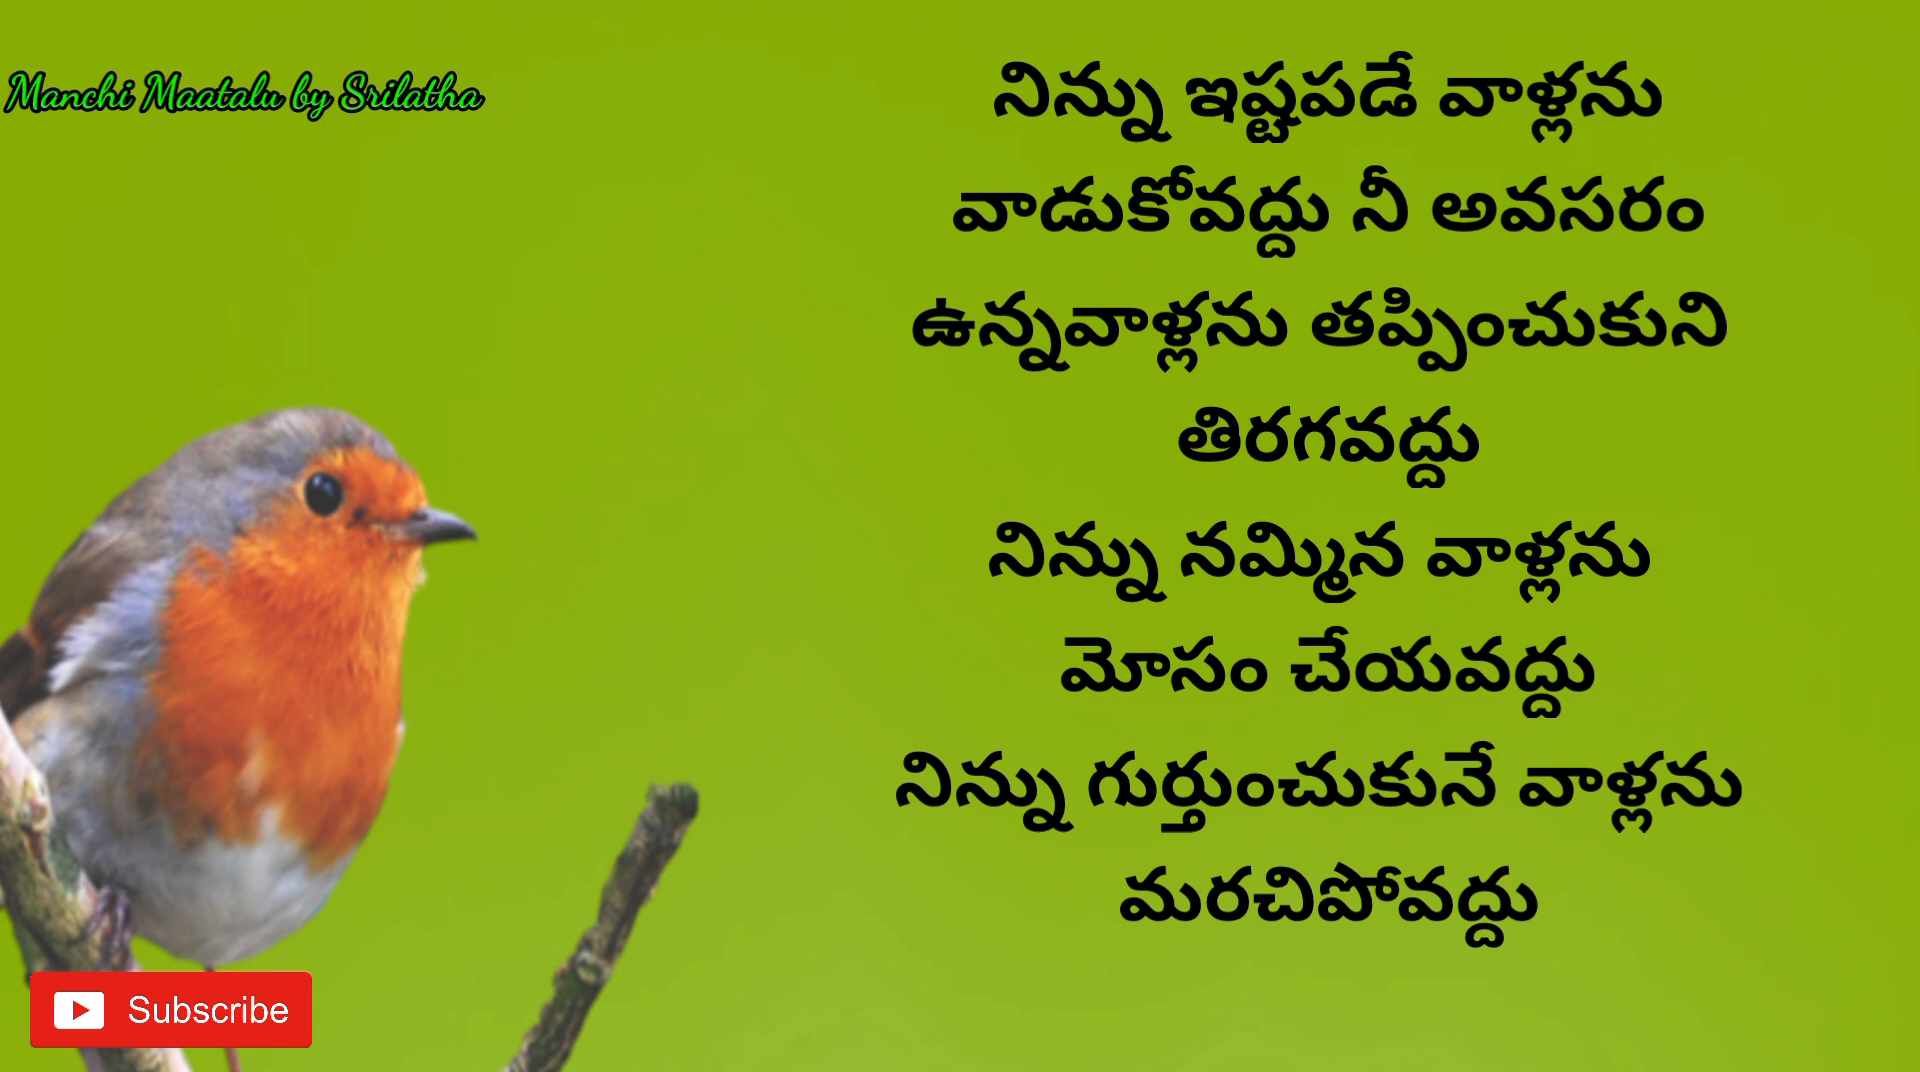 Manchi Maatalu by Srilatha
నిన్ను ఇష్టపడే వాళ్లను
వాడుకోవద్దు నీ అవసరం
ఉన్నవాళ్లను తప్పించుకుని
తిరగవద్దు
నిన్ను నమ్మిన వాళ్లను
మోసం చేయవద్దు
నిన్ను గుర్తుంచుకునే వాళ్లను
మరచిపోవద్దు
Subscribe